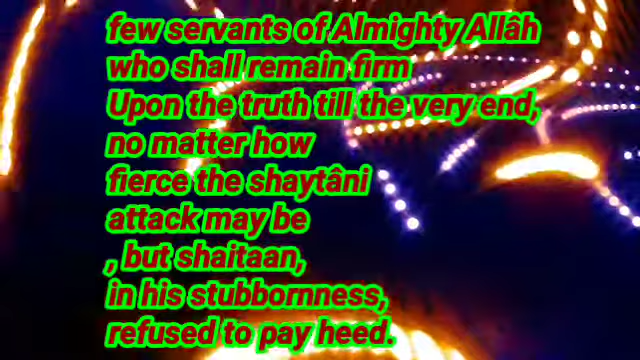 few servants of Almighty Allâh
who shall remain firm
Upon the truth till the very end,
no matter how
fierce the shaytâni
attack may be
, but shaitaan,
in his stubbornness,
refused to pay heed.